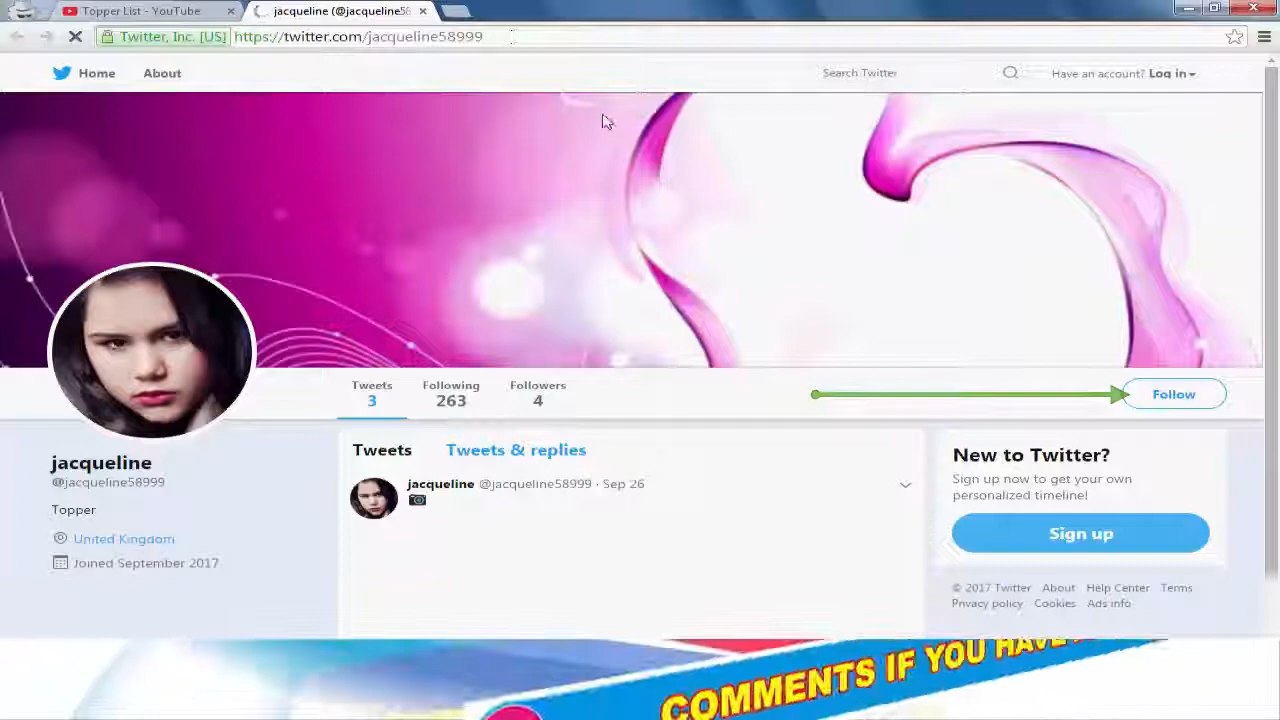 Topper List - YouTube
jacqueline (@jacqueline58
Twitter, Inc. [US]
https://twitter.com/jacqueline58999
Home
About
Search Twitter
Have an account? Log in
Tweets
Following
Followers
3
263
4
Follow
jacqueline
@jacqueline58999
Topper
United Kingdom
Joined September 2017
Tweets
Tweets & replies
jacqueline @jacqueline58999 · Sep 26
New to Twitter?
Sign up now to get your own
personalized timeline!
Sign up
© 2017 Twitter About Help Center Terms
Privacy policy Cookies Ads info
COMMENTS IF YOU HAVE